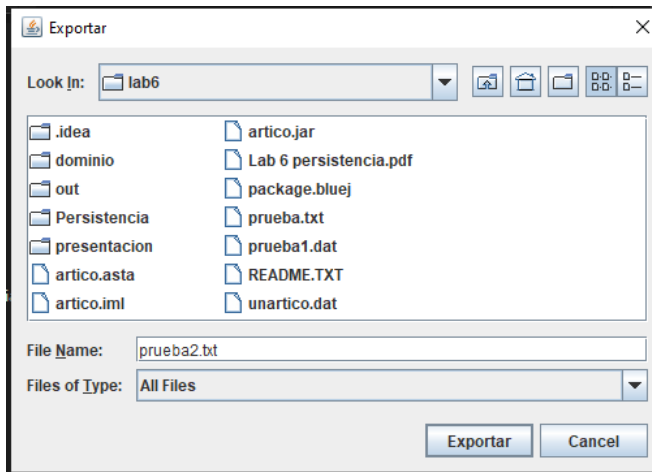 Exportar
Look In: lab6
.idea
dominio
out
Persistencia
presentacion
artico.asta
artico.iml
artico.jar
Lab 6 persistencia.pdf
package.bluej
prueba.txt
prueba1.dat
README.TXT
unartico.dat
File Name: prueba2.txt
Files of Type: All Files
Exportar Cancel